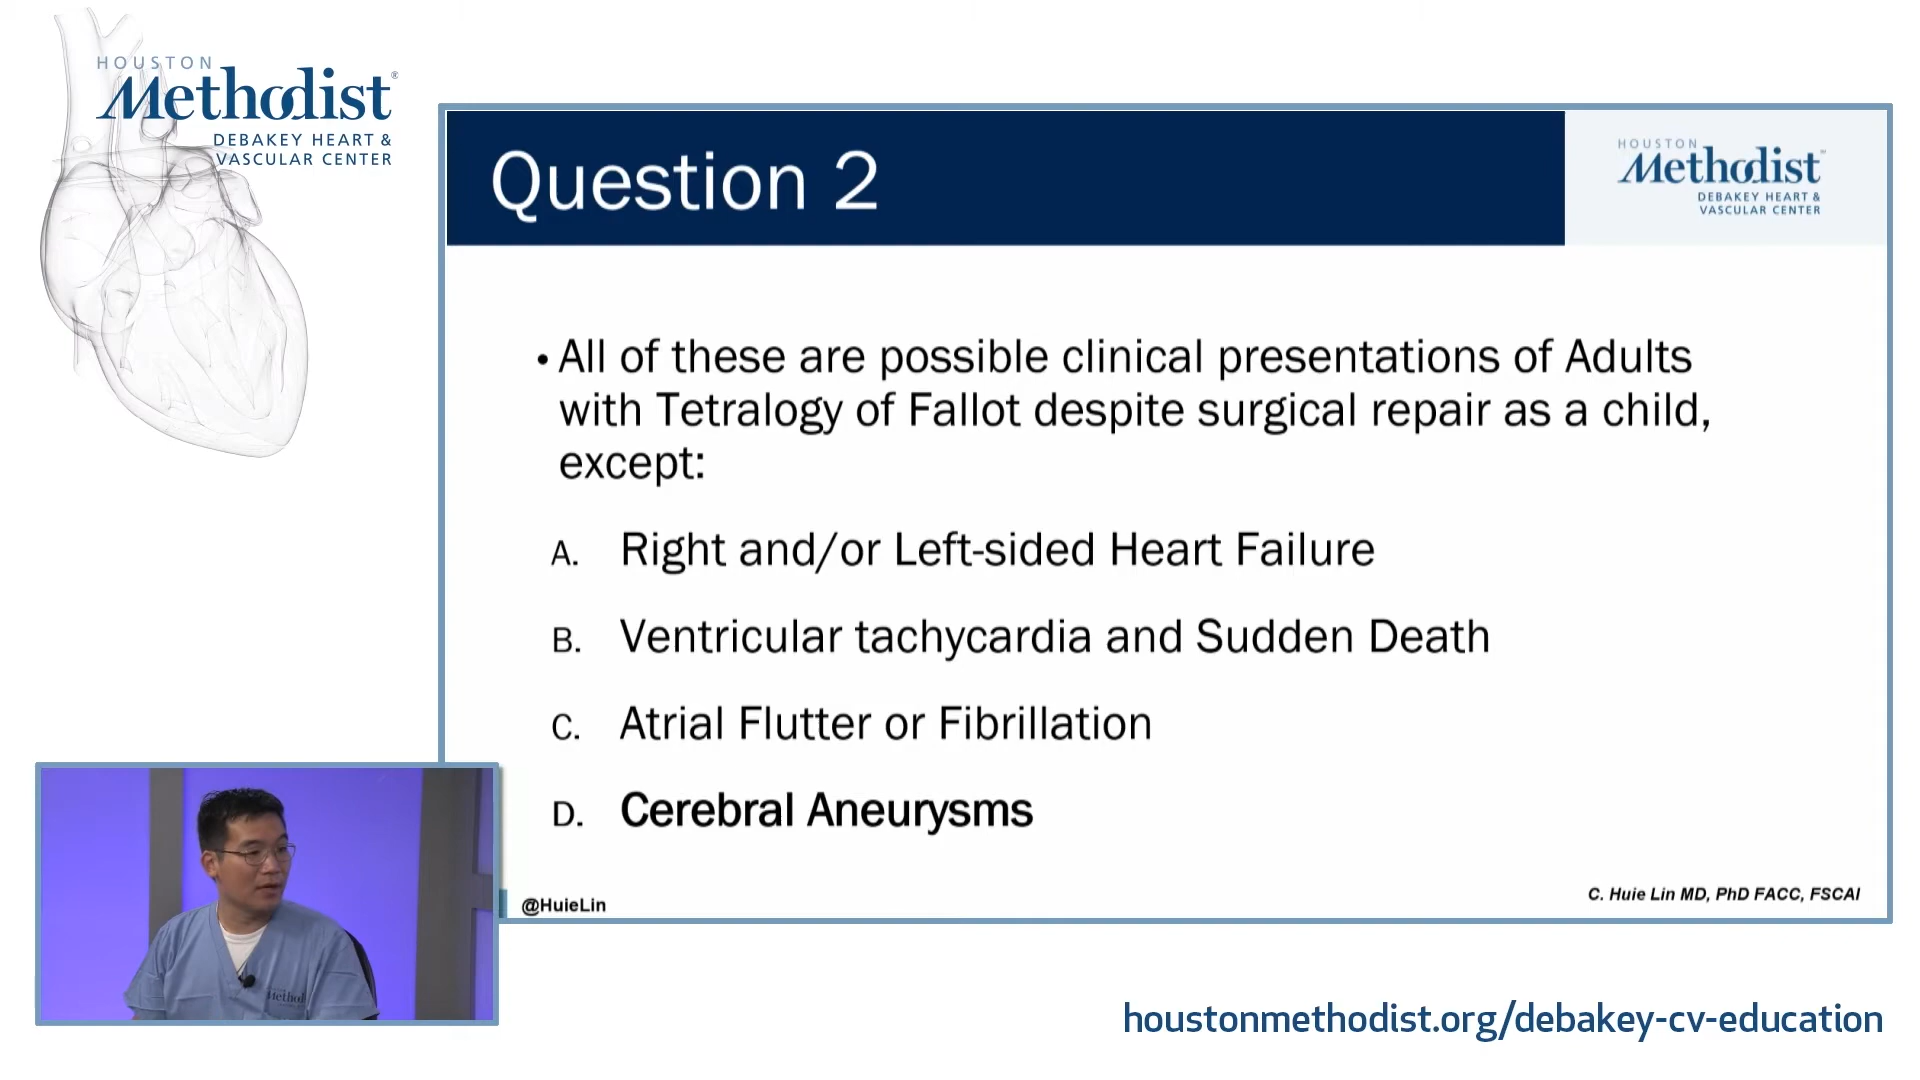 HOUSTON
Methodist®
DEBAKEY HEART &
VASCULAR CENTER
Question 2
HOUSTON
Methodist™
DEBAKEY HEART &
VASCULAR CENTER
• All of these are possible clinical presentations of Adults
with Tetralogy of Fallot despite surgical repair as a child,
except:
A. Right and/or Left-sided Heart Failure
B. Ventricular tachycardia and Sudden Death
C. Atrial Flutter or Fibrillation
D. Cerebral Aneurysms
@HuieLin
C. Huie Lin MD, PhD FACC, FSCAI
houstonmethodist.org/debakey-cv-education